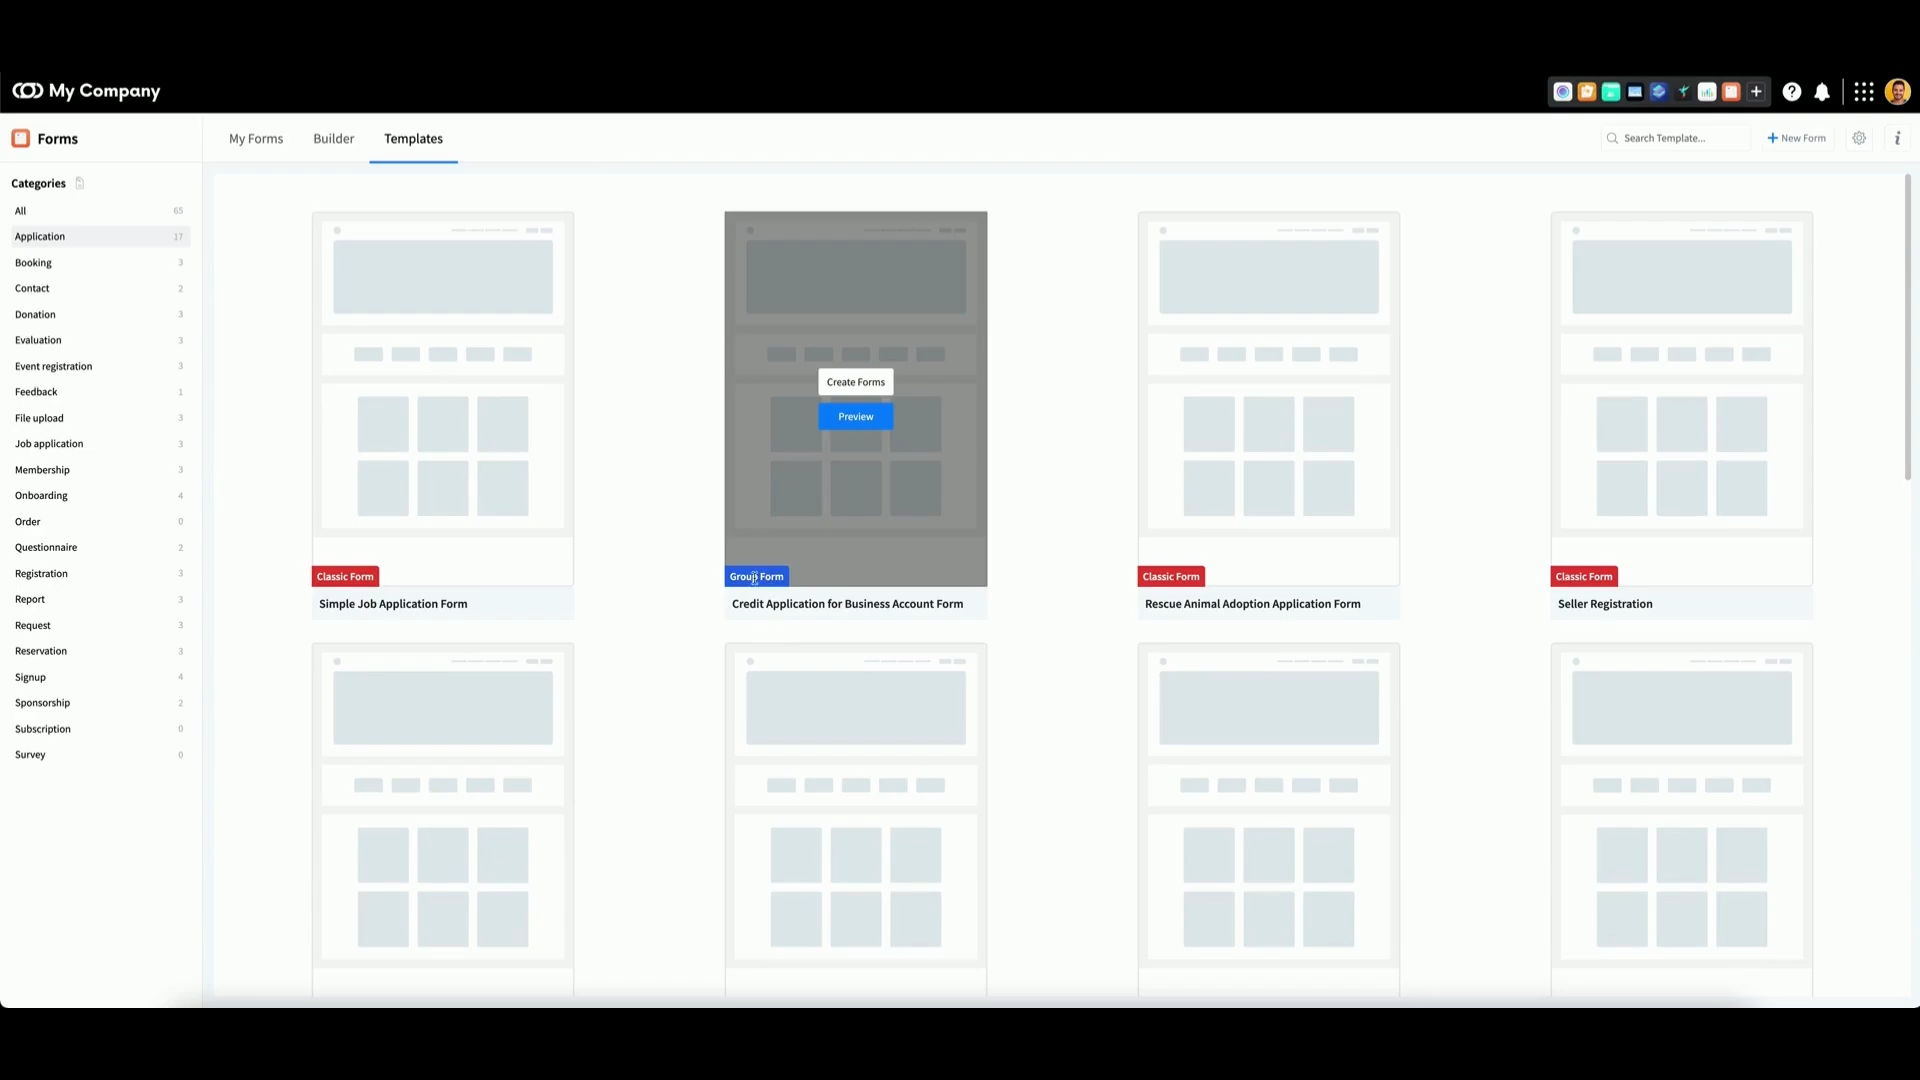 My Company
Forms
My Forms
Builder
Templates
Search Template...
+ New Form
Categories
All 65
Application 17
Booking 3
Contact 2
Donation 3
Evaluation 3
Event registration 3
Feedback 1
File upload 3
Job application 3
Membership 3
Onboarding 4
Order 0
Questionnaire 2
Registration 3
Report 3
Request 3
Reservation 3
Signup 4
Sponsorship 2
Subscription 0
Survey 0
Create Forms
Preview
Classic Form
Simple Job Application Form
Group Form
Credit Application for Business Account Form
Classic Form
Rescue Animal Adoption Application Form
Classic Form
Seller Registration